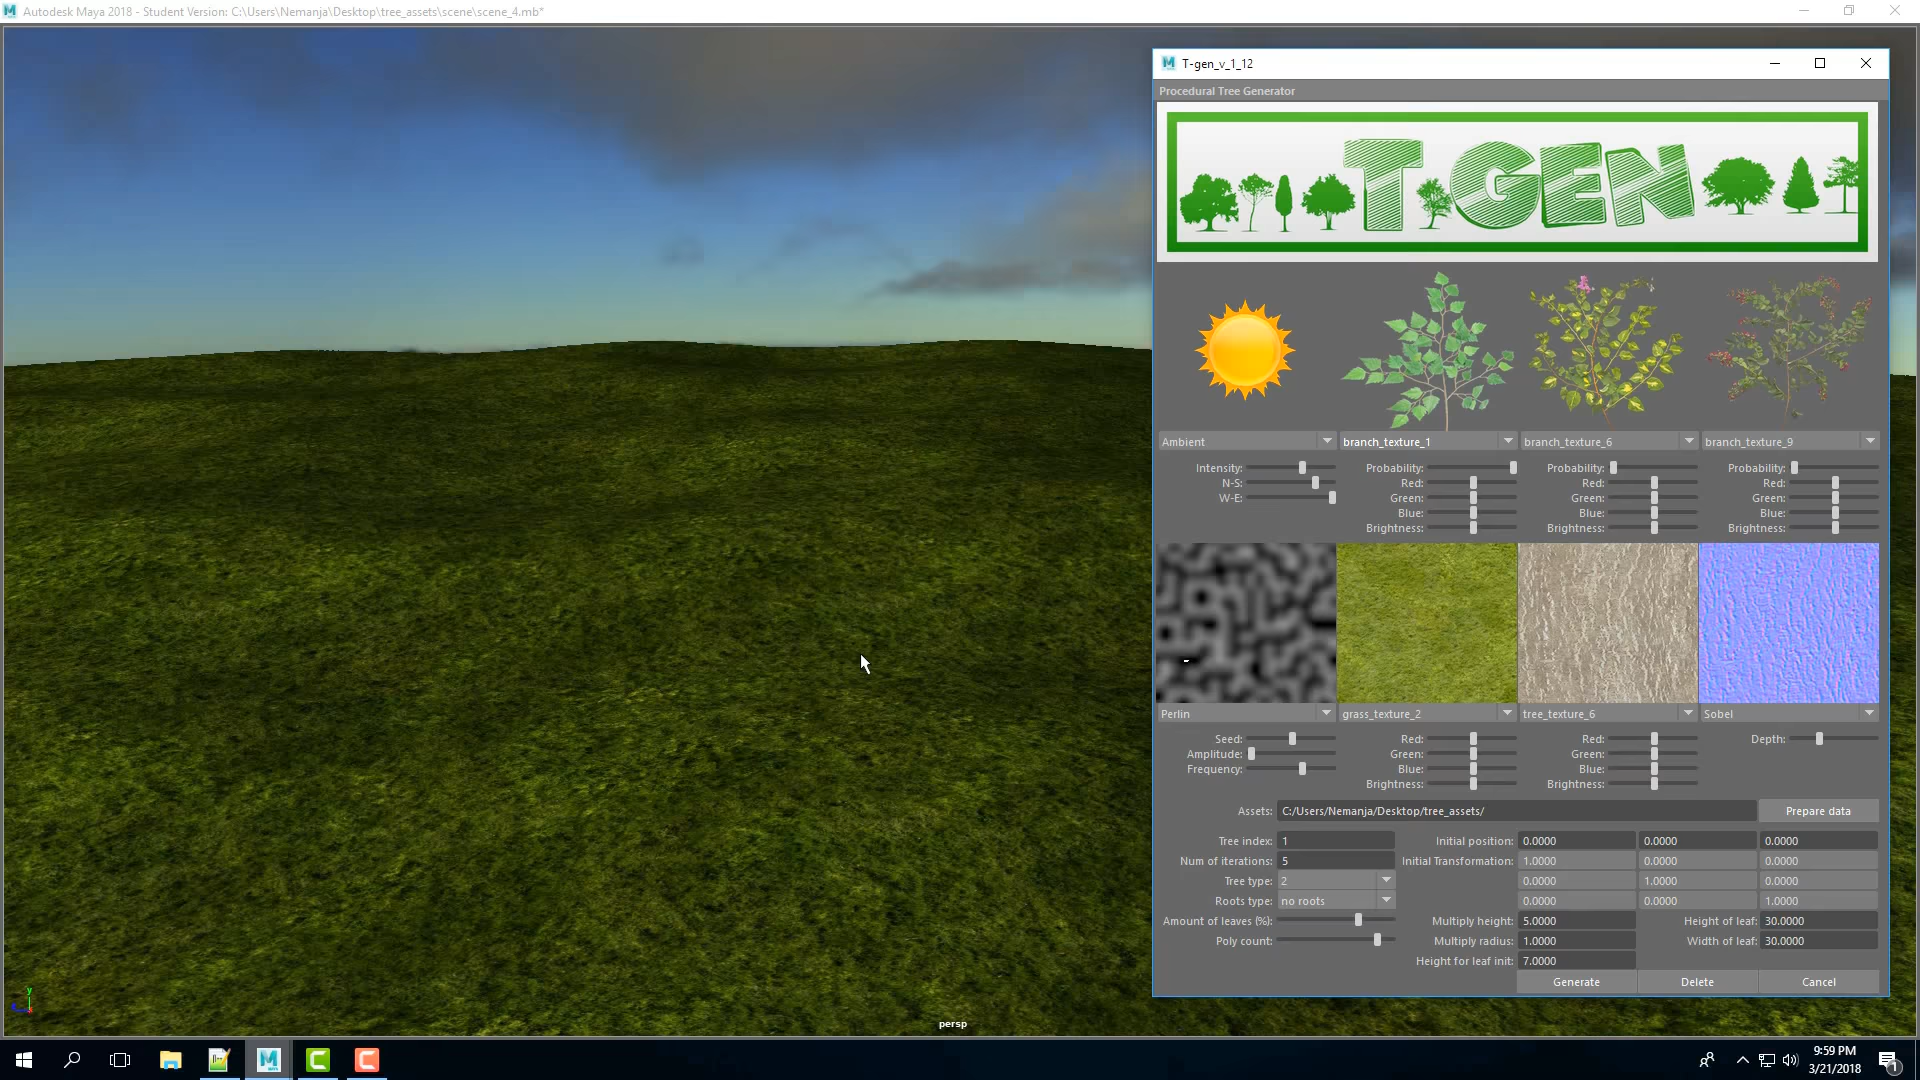 Autodesk Maya 2018 - Student Version: C:\Users\Nemanja\Desktop\tree_assets\scene\scene_4.mb*
T-gen_v_1_12
Procedural Tree Generator
T GEN
Ambient branch_texture_1 branch_texture_6 branch_texture_9
Intensity: Probability: Probability: Probability:
N-S: Red: Red: Red:
W-E: Green: Green: Green:
Blue: Blue: Blue:
Brightness: Brightness: Brightness:
Perlin grass_texture_2 tree_texture_6 Sobel
Seed: Red: Red: Depth:
Amplitude: Green: Green:
Frequency: Blue: Blue:
Brightness: Brightness:
Assets: C:/Users/Nemanja/Desktop/tree_assets/ Prepare data
Tree index: 1 Initial position: 0.0000 0.0000 0.0000
Num of iterations: 5 Initial Transformation: 1.0000 0.0000 0.0000
Tree type: 2 0.0000 1.0000 0.0000
Roots type: no roots 0.0000 0.0000 1.0000
Amount of leaves (%): Multiply height: 5.0000 Height of leaf: 30.0000
Poly count: Multiply radius: 1.0000 Width of leaf: 30.0000
Height for leaf init: 7.0000
Generate Delete Cancel
y
persp
9:59 PM
3/21/2018
1